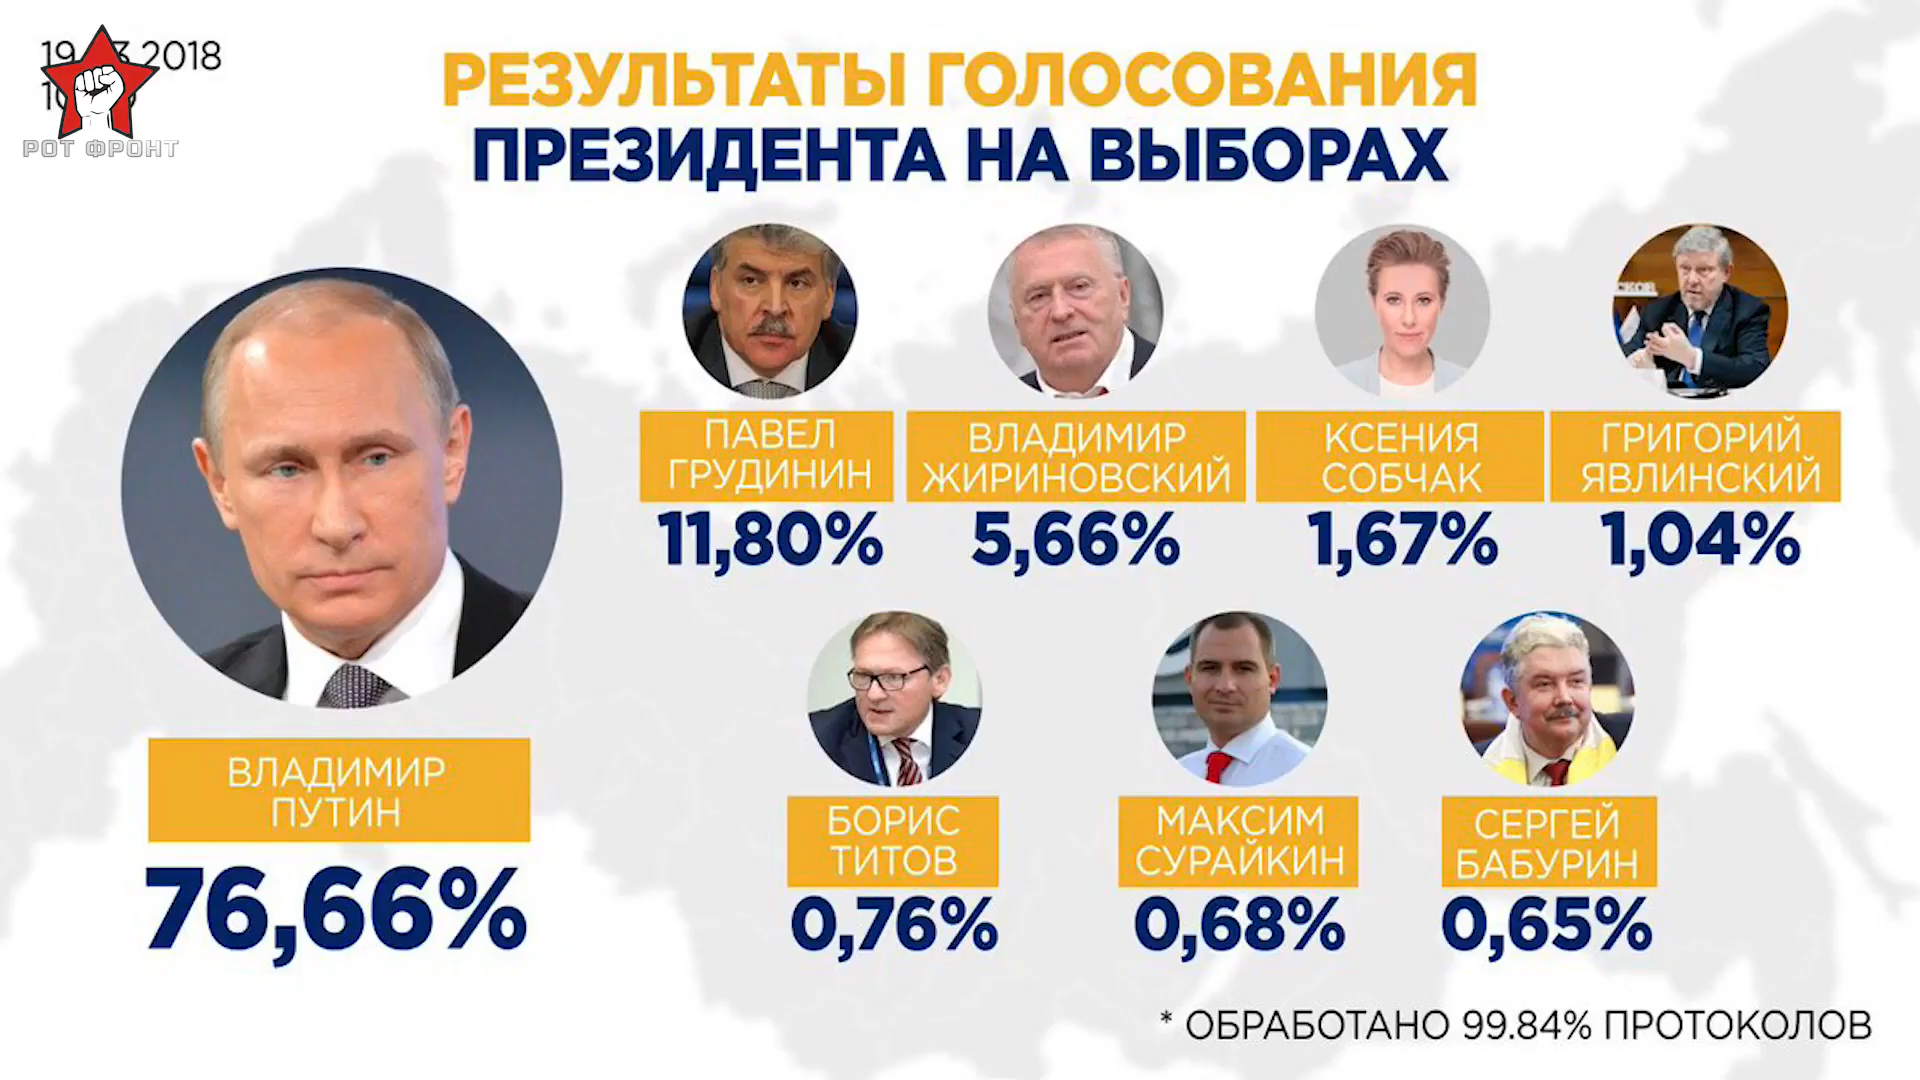 2018
РОТ ФРОНТ
РЕЗУЛЬТАТЫ ГОЛОСОВАНИЯ
ПРЕЗИДЕНТА НА ВЫБОРАХ
ВЛАДИМИР
ПУТИН
76,66%
ПАВЕЛ
ГРУДИНИН
11,80%
ВЛАДИМИР
ЖИРИНОВСКИЙ
5,66%
КСЕНИЯ
СОБЧАК
1,67%
ГРИГОРИЙ
ЯВЛИНСКИЙ
1,04%
БОРИС
ТИТОВ
0,76%
МАКСИМ
СУРАЙКИН
0,68%
СЕРГЕЙ
БАБУРИН
0,65%
* ОБРАБОТАНО 99.84% ПРОТОКОЛОВ